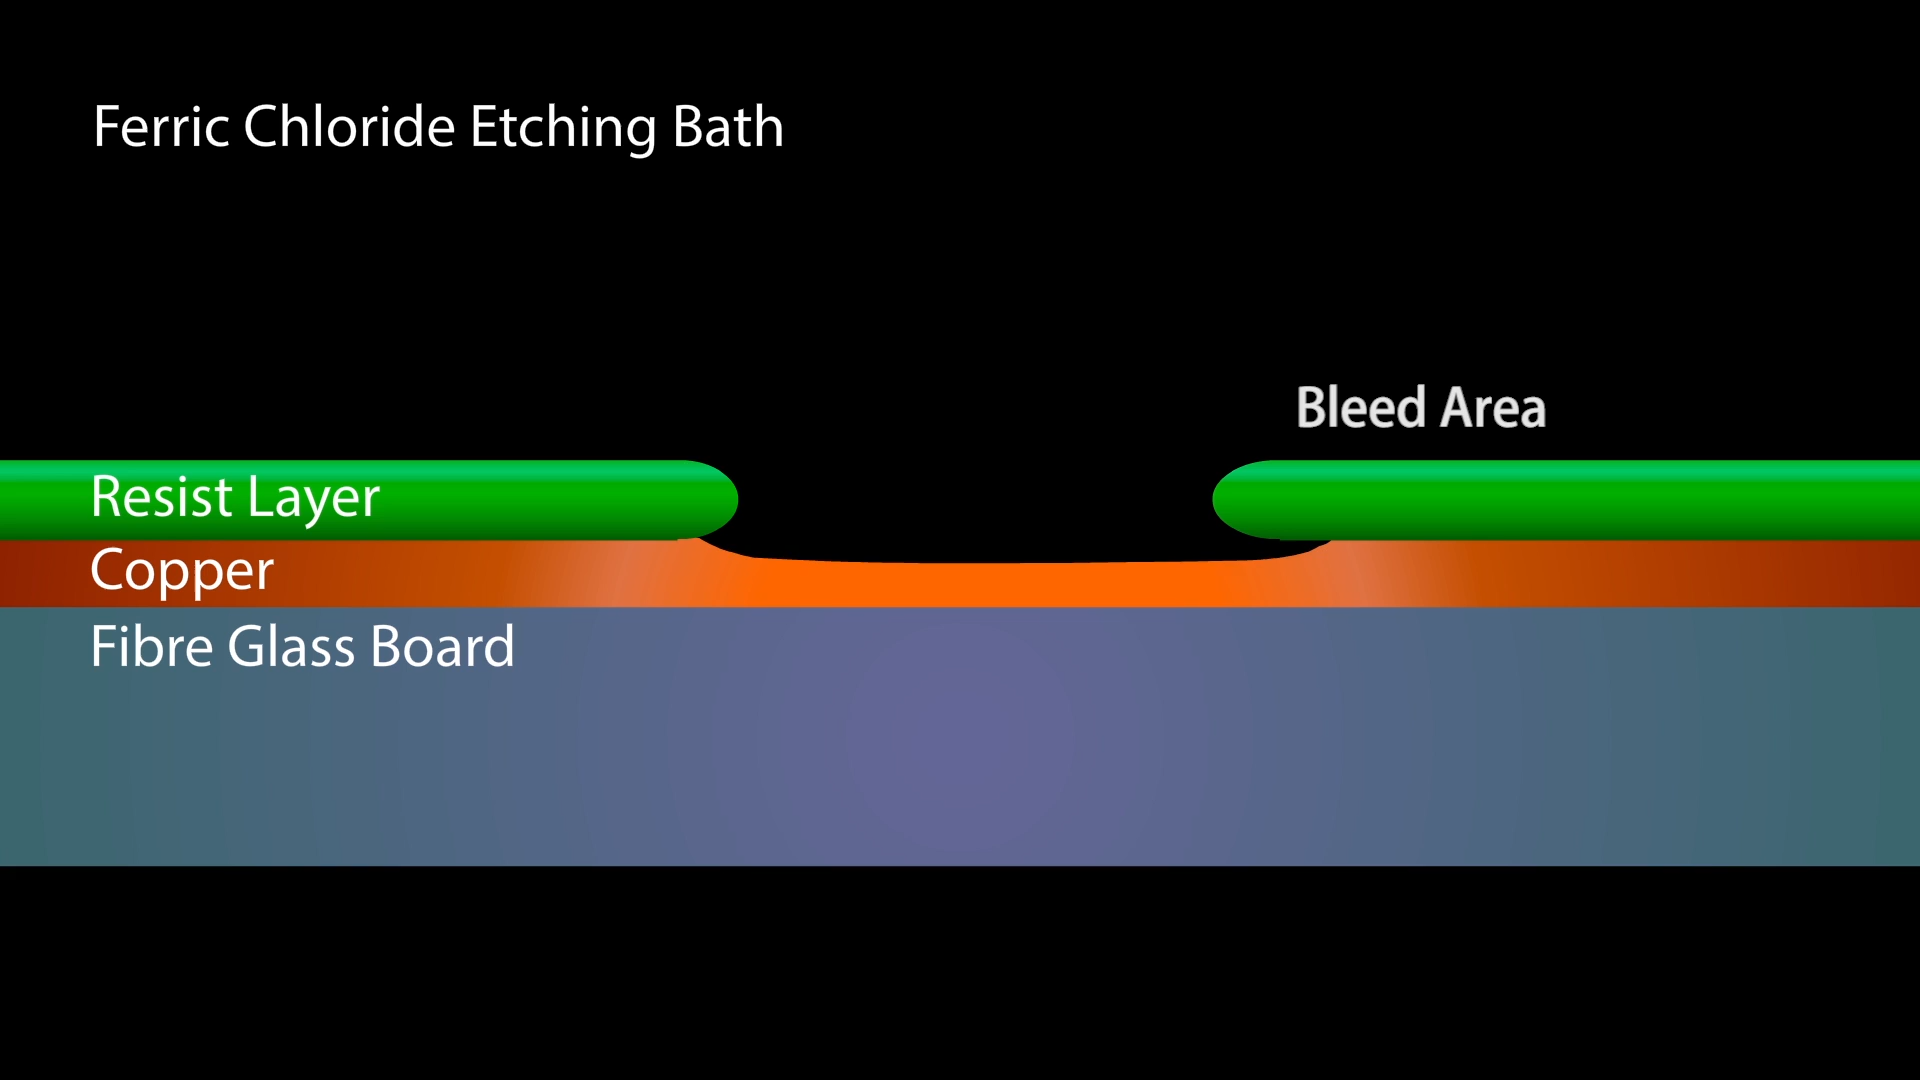 Ferric Chloride Etching Bath
Bleed Area
Resist Layer
Copper
Fibre Glass Board